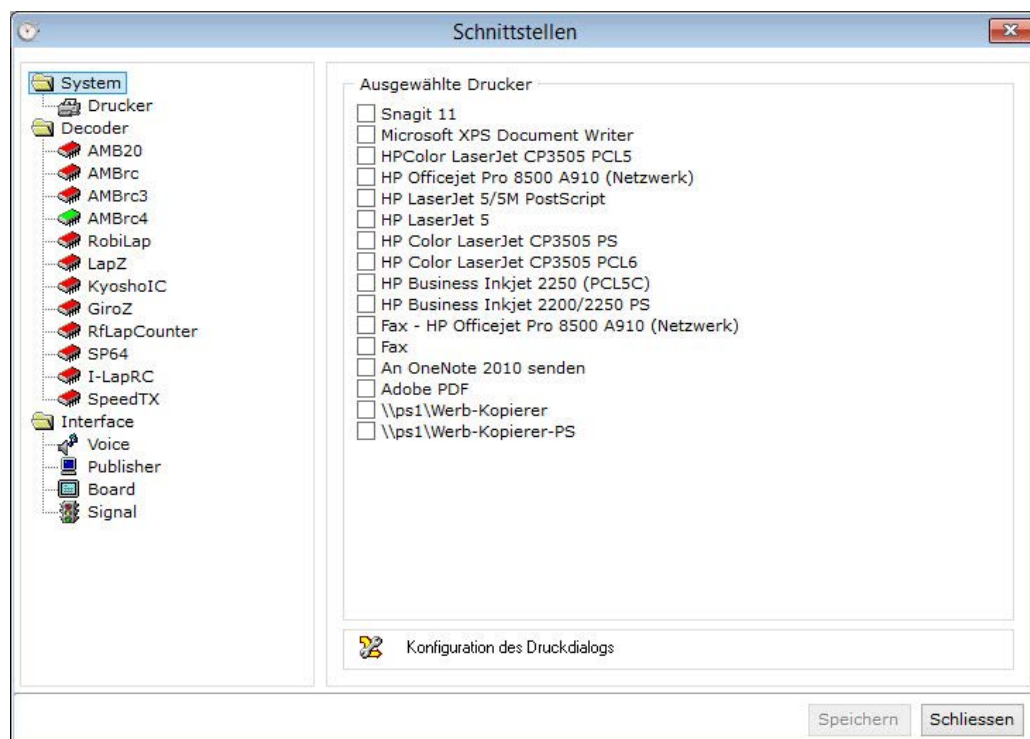 Schnittstellen
System
Drucker
Decoder
AMB20
AMBrc
AMBrc3
AMBrc4
RobiLap
LapZ
KyoshoIC
GiroZ
RfLapCounter
SP64
I-LapRC
SpeedTX
Interface
Voice
Publisher
Board
Signal
Ausgewählte Drucker
Snagit 11
Microsoft XPS Document Writer
HPColor LaserJet CP3505 PCL5
HP Officejet Pro 8500 A910 (Netzwerk)
HP LaserJet 5/5M PostScript
HP LaserJet 5
HP Color LaserJet CP3505 PS
HP Color LaserJet CP3505 PCL6
HP Business Inkjet 2250 (PCL5C)
HP Business Inkjet 2200/2250 PS
Fax - HP Officejet Pro 8500 A910 (Netzwerk)
Fax
An OneNote 2010 senden
Adobe PDF
\\ps1\Werb-Kopierer
\\ps1\Werb-Kopierer-PS
Konfiguration des Druckdialogs
Speichern
Schliessen